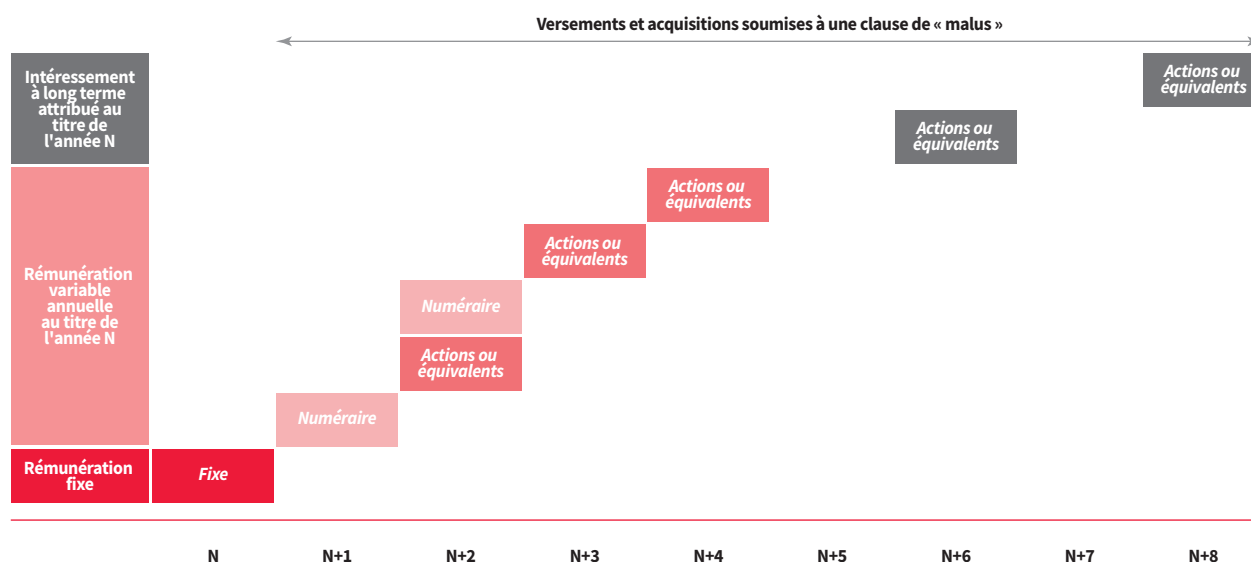 Versements et acquisitions soumises à une clause de « malus »
Intéressement
à long terme
attribué au
titre de
l'année N
Actions ou
équivalents
Actions ou
équivalents
Actions ou
équivalents
Actions ou
équivalents
Rémunération
variable
annuelle
au titre de
l'année N
Numéraire
Actions ou
équivalents
Numéraire
Rémunération
fixe
Fixe
N N+1 N+2 N+3 N+4 N+5 N+6 N+7 N+8